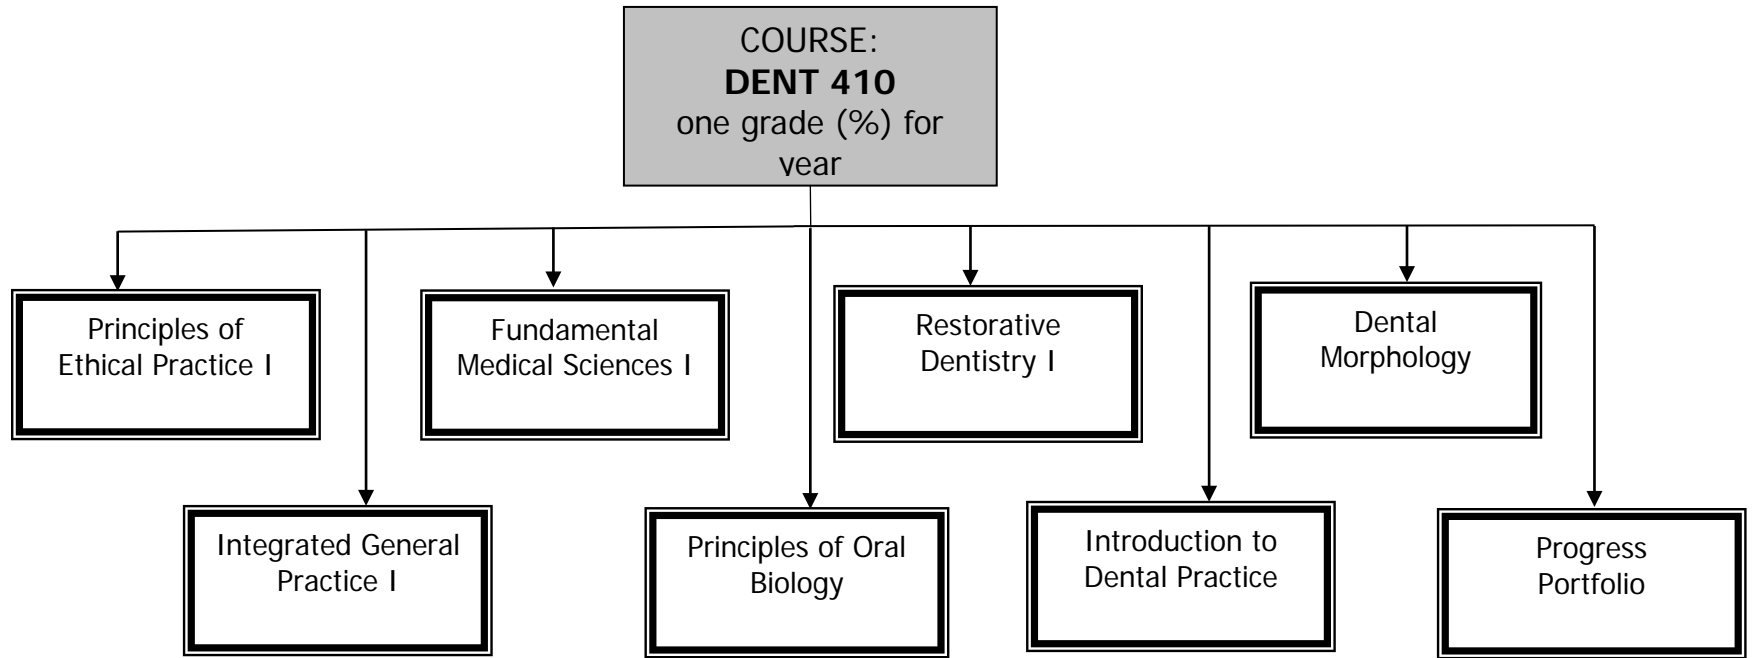 COURSE:
DENT 410
one grade (%) for
year
Principles of
Ethical Practice I
Fundamental
Medical Sciences I
Restorative
Dentistry I
Dental
Morphology
Integrated General
Practice I
Principles of Oral
Biology
Introduction to
Dental Practice
Progress
Portfolio